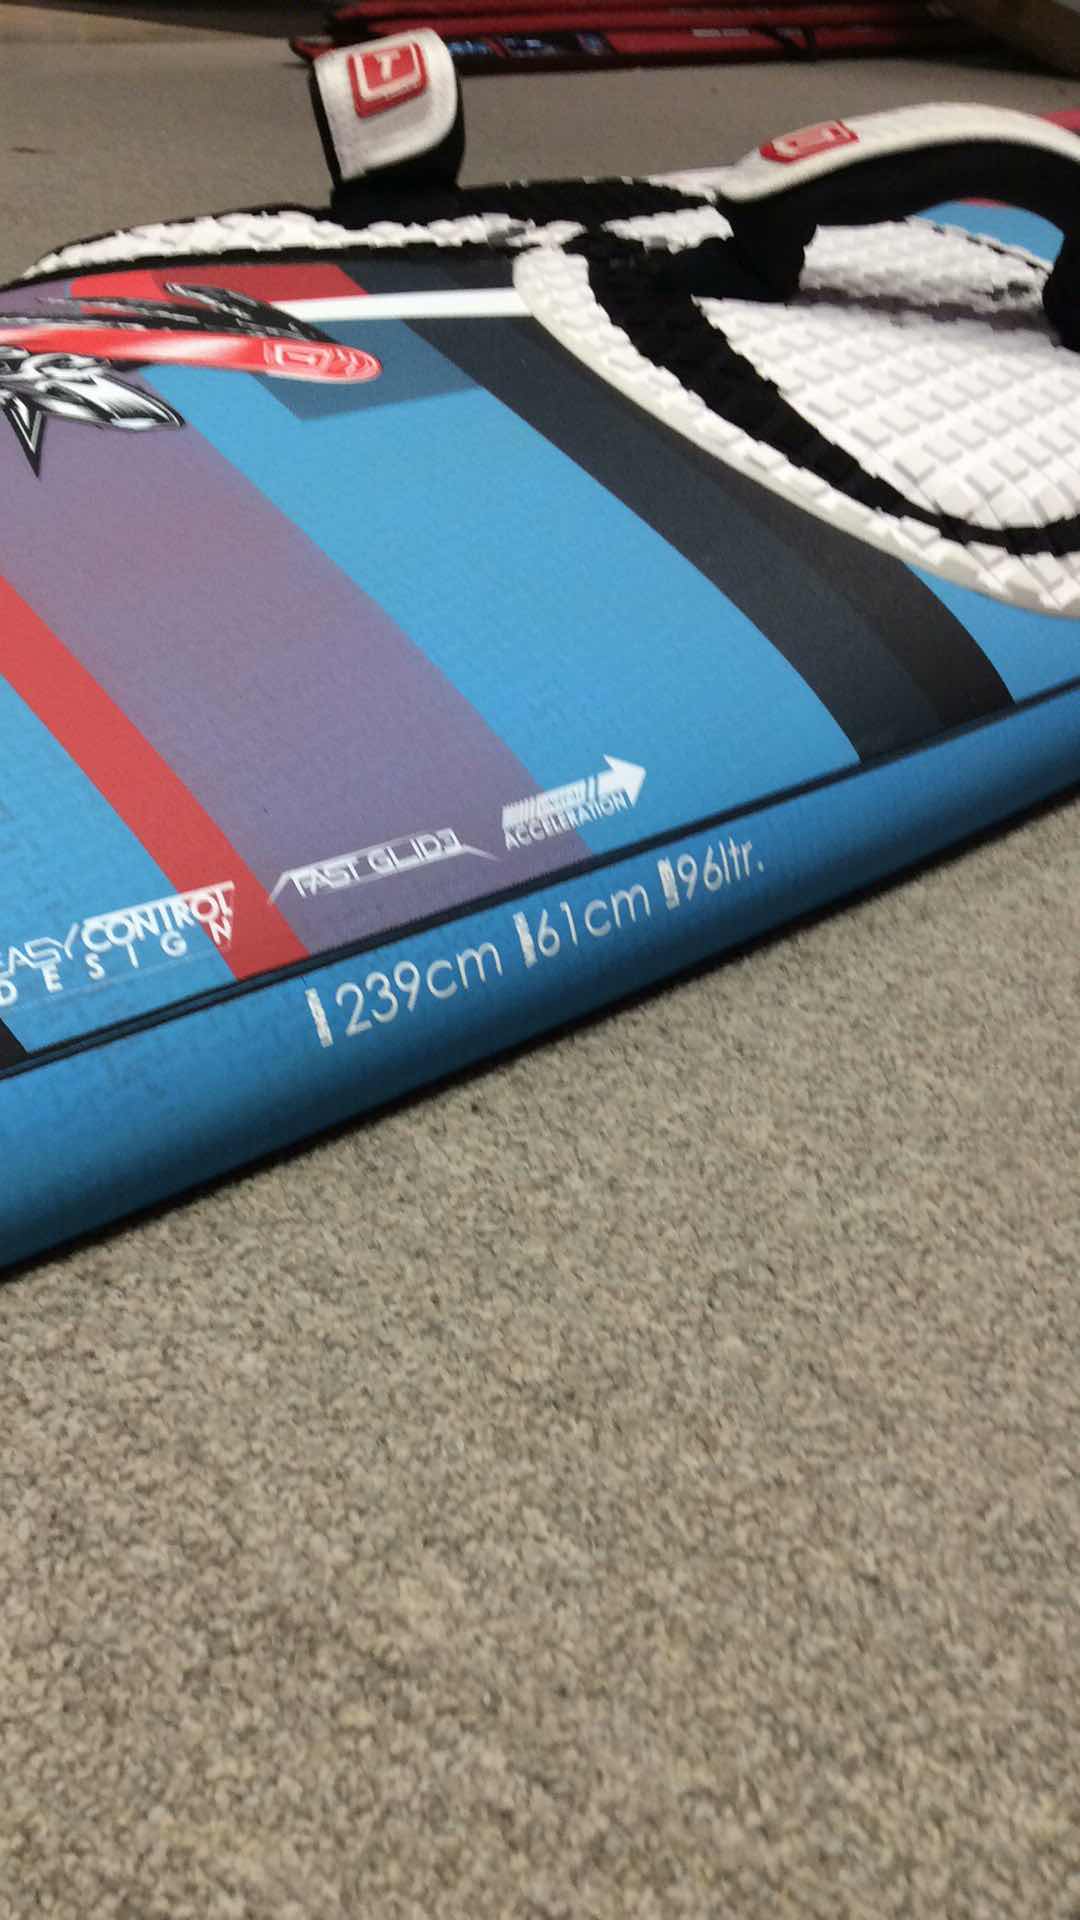 T
EASY CONTROL
DESIGN
FAST GLIDE
ACCELERATION
239cm 61cm 96ltr.